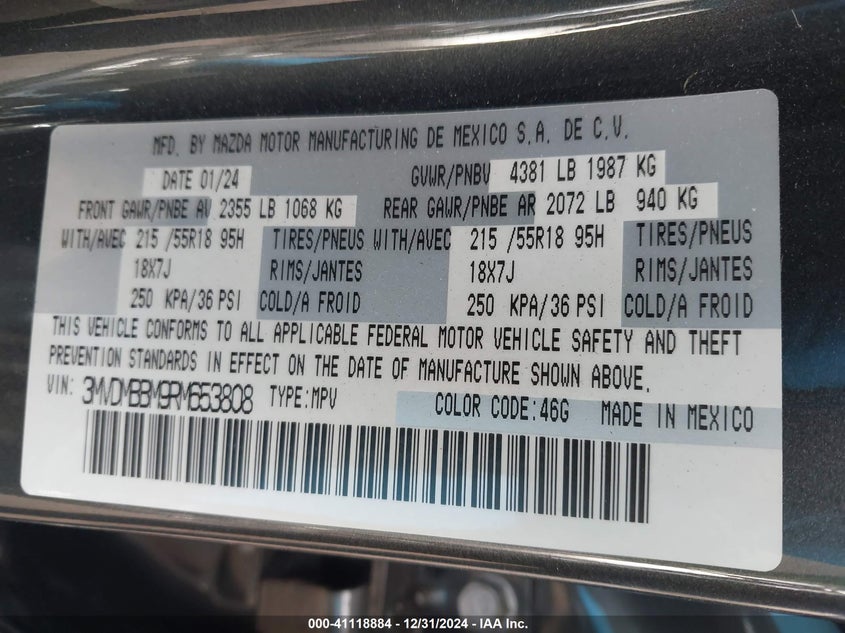 MFD. BY MAZDA MOTOR MANUFACTURING DE MEXICO S.A. DE C.V.
DATE 01/24 GVWR/PNBV 4381 LB 1987 KG
FRONT GAWR/PNBE AV 2355 LB 1068 KG REAR GAWR/PNBE AR 2072 LB 940 KG
WITH/AVEC 215 /55R18 95H TIRES/PNEUS WITH/AVEC 215 /55R18 95H TIRES/PNEUS
18X7J RIMS/JANTES 18X7J RIMS/JANTES
250 KPA/36 PSI COLD/A FROID 250 KPA/36 PSI COLD/A FROID
THIS VEHICLE CONFORMS TO ALL APPLICABLE FEDERAL MOTOR VEHICLE SAFETY AND THEFT
PREVENTION STANDARDS IN EFFECT ON THE DATE OF MANUFACTURE SHOWN ABOVE.
VIN: 3MVDMBBM9RM653808 TYPE:MPV COLOR CODE:46G MADE IN MEXICO
000-41118884 - 12/31/2024 - IAA Inc.